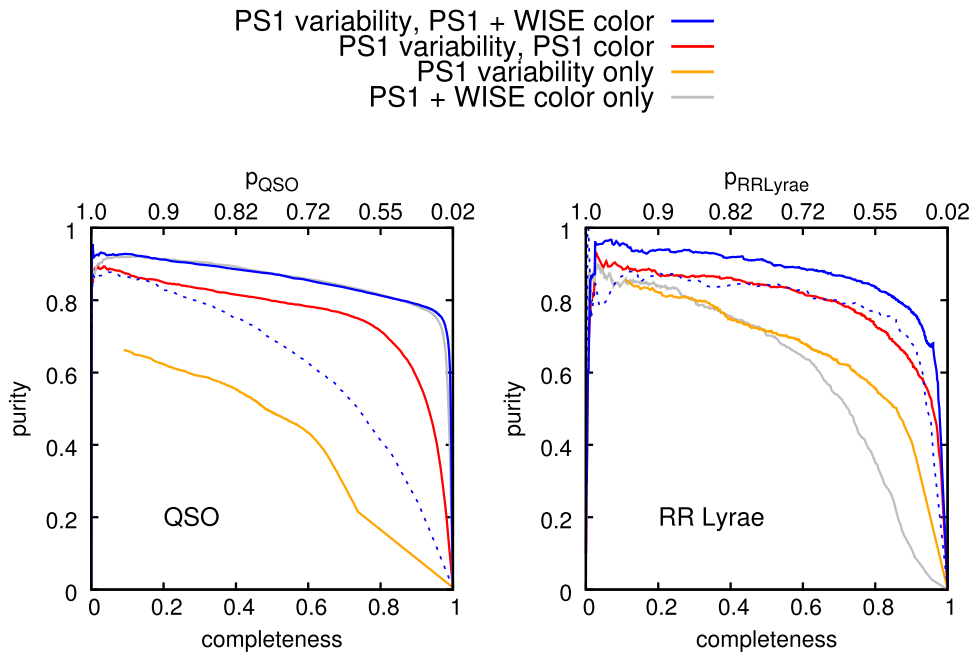 PS1 variability, PS1 + WISE color
PS1 variability, PS1 color
PS1 variability only
PS1 + WISE color only
pQSO
1.0 0.9 0.82 0.72 0.55 0.02
1
0.8
0.6
0.4
0.2
0
purity
QSO
0 0.2 0.4 0.6 0.8 1
completeness
pRRLyrae
1.0 0.9 0.82 0.72 0.55 0.02
1
0.8
0.6
0.4
0.2
0
purity
RR Lyrae
0 0.2 0.4 0.6 0.8 1
completeness